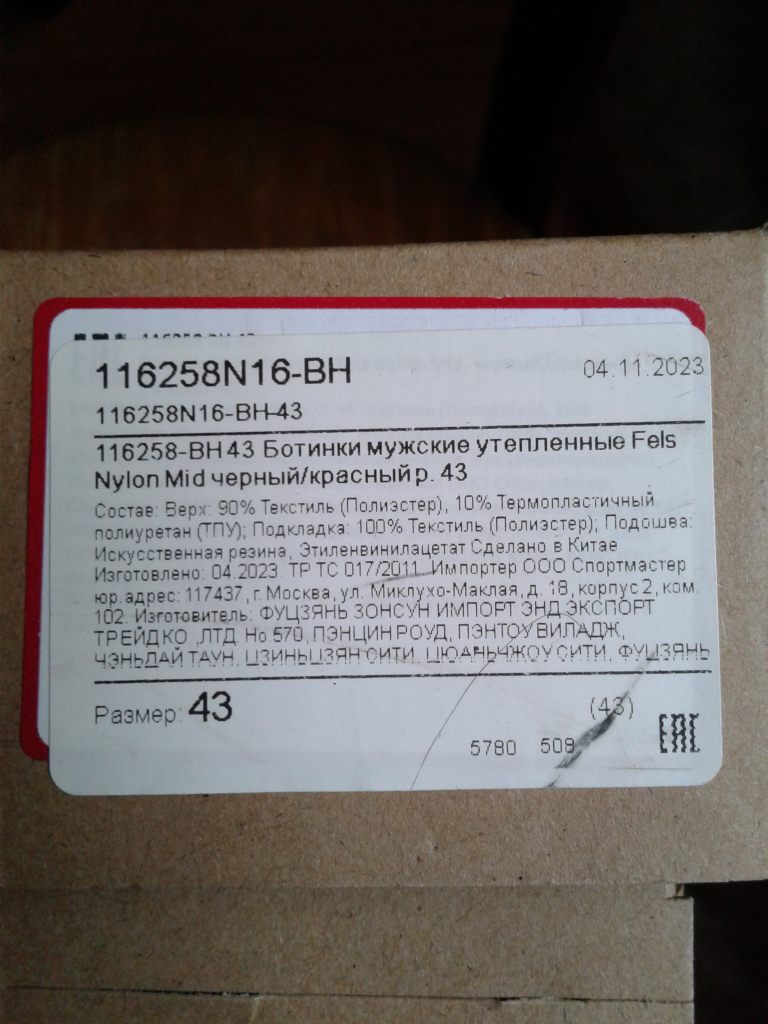 116258N16-BH
04.11.2023
116258N16-BH-43
116258-BH 43 Ботинки мужские утепленные Fels
Nylon Mid черный/красный р. 43
Состав: Верх: 90% Текстиль (Полиэстер), 10% Термопластичный
полиуретан (ТПУ); Подкладка: 100% Текстиль (Полиэстер); Подошва:
Искусственная резина, Этиленвинилацетат Сделано в Китае
Изготовлено: 04.2023. ТР ТС 017/2011. Импортер ООО Спортмастер
юр. адрес: 117437, г. Москва, ул. Миклухо-Маклая, д. 18, корпус 2, ком.
102. Изготовитель: ФУЦЗЯНЬ ЗОНСУН ИМПОРТ ЭНД ЭКСПОРТ
ТРЕЙД КО.,ЛТД. Но.570, ПЭНЦИН РОУД, ПЭНТОУ ВИЛАДЖ,
ЧЭНЬДАЙ ТАУН, ЦЗИНЬЦЗЯН СИТИ, ЦЮАНЬЧЖОУ СИТИ, ФУЦЗЯНЬ
Размер: 43
(43)
5780 509
EAC